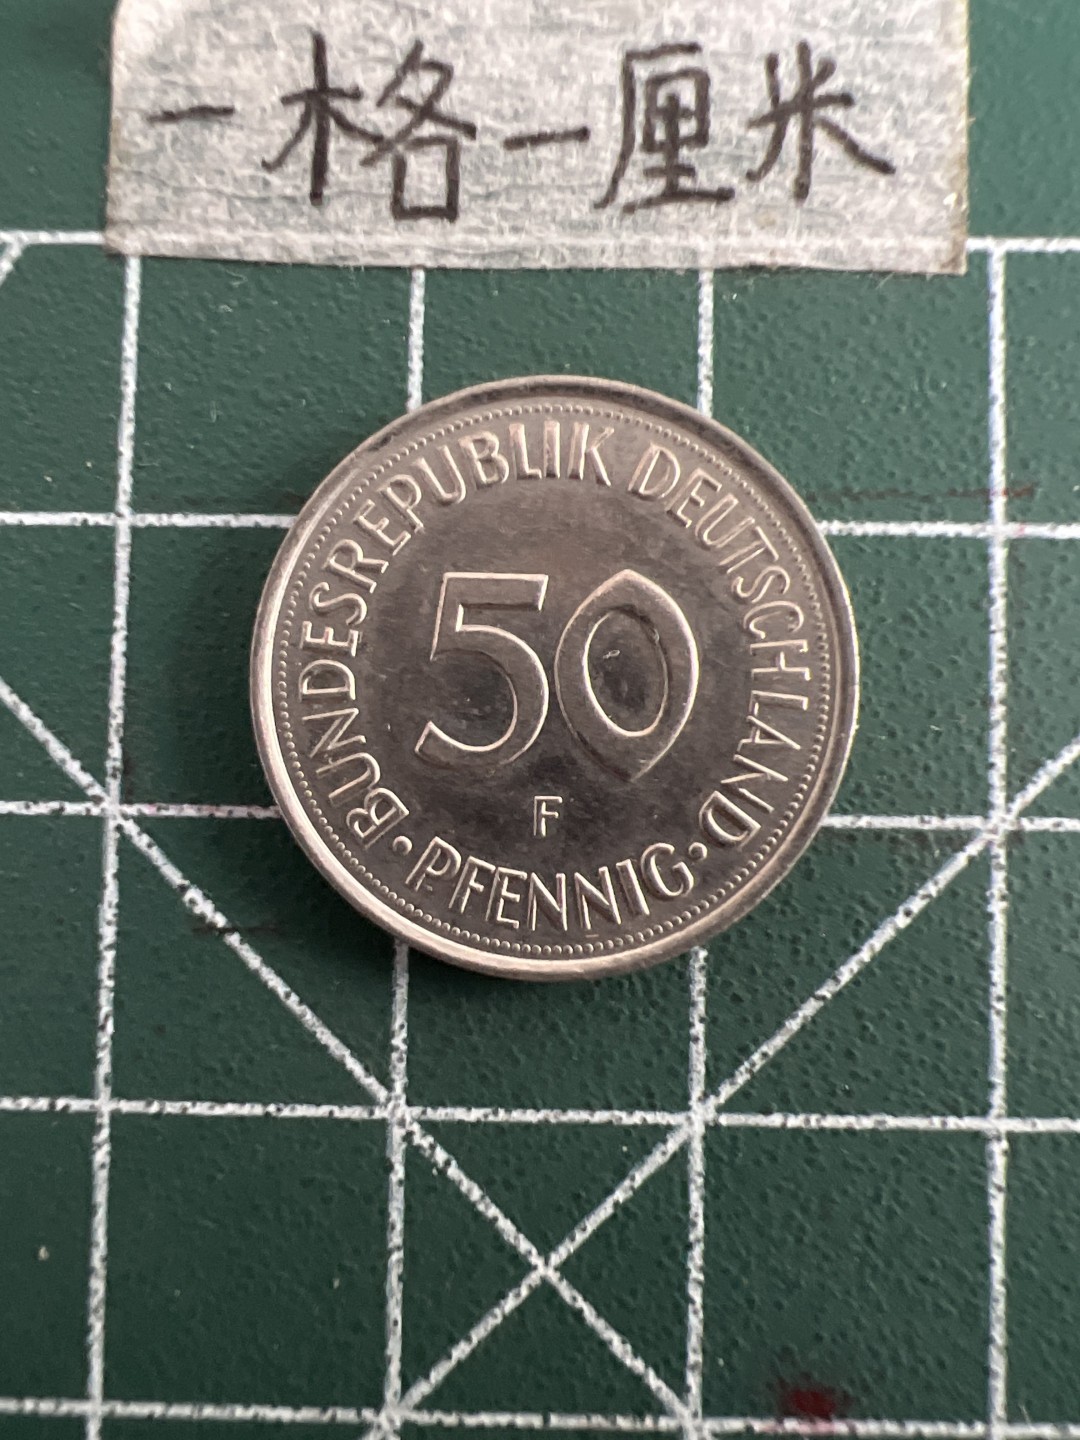 一格一厘米
BUNDESREPUBLIK DEUTSCHLAND
50
F
· PFENNIG ·